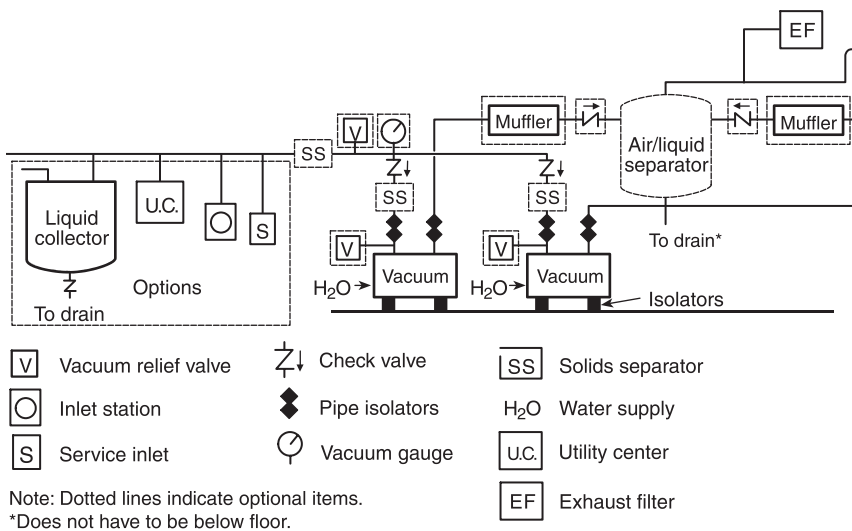 EF
Muffler
Muffler
V
SS
Air/liquid
separator
SS
SS
Liquid
collector
U.C.
S
V
V
To drain*
Vacuum
Vacuum
H₂O
H₂O
Options
Isolators
To drain
V Vacuum relief valve
Check valve
SS Solids separator
Inlet station
Pipe isolators
H₂O Water supply
S Service inlet
Vacuum gauge
U.C. Utility center
Note: Dotted lines indicate optional items.
EF Exhaust filter
*Does not have to be below floor.